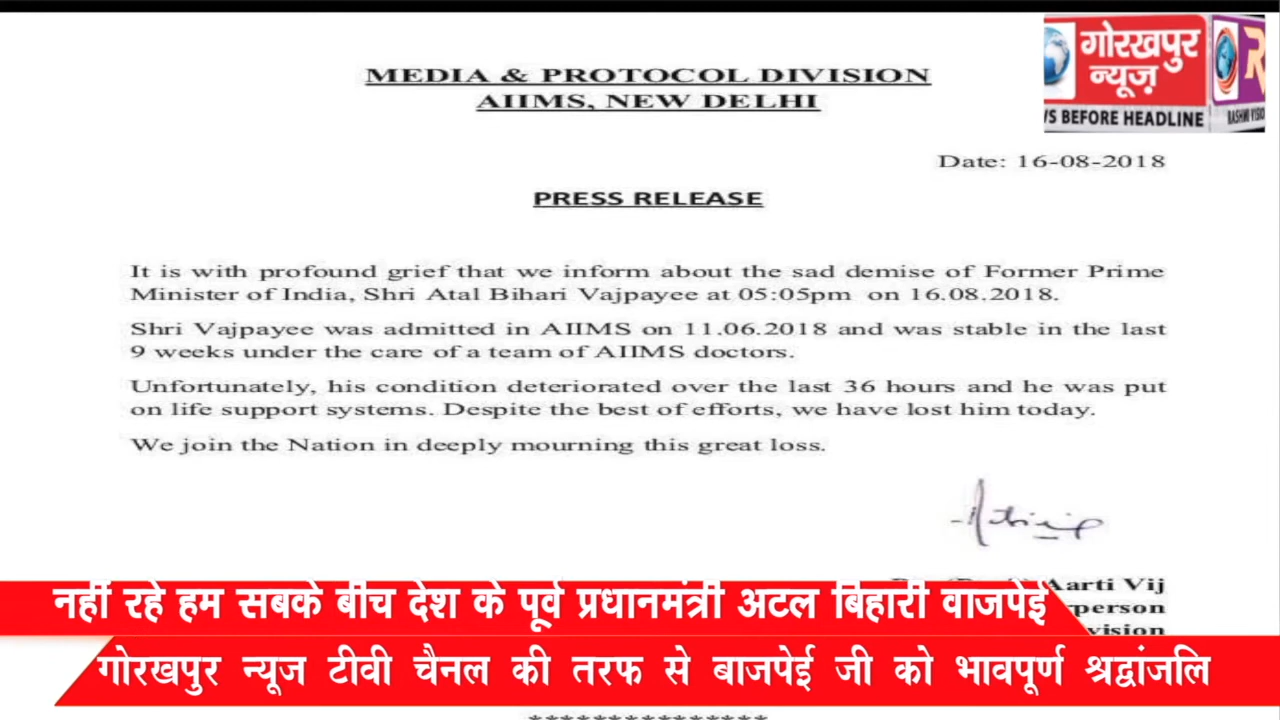 MEDIA & PROTOCOL DIVISION
AIIMS, NEW DELHI
गोरखपुर
न्यूज़
S BEFORE HEADLINE
Date: 16-08-2018
PRESS RELEASE
It is with profound grief that we inform about the sad demise of Former Prime
Minister of India, Shri Atal Bihari Vajpayee at 05:05pm on 16.08.2018.
Shri Vajpayee was admitted in AIIMS on 11.06.2018 and was stable in the last
9 weeks under the care of a team of AIIMS doctors.
Unfortunately, his condition deteriorated over the last 36 hours and he was put
on life support systems. Despite the best of efforts, we have lost him today.
We join the Nation in deeply mourning this great loss.
Aarti Vij
rperson
vision
नहीं रहे हम सबके बीच देश के पूर्व प्रधानमंत्री अटल बिहारी वाजपेई
गोरखपुर न्यूज टीवी चैनल की तरफ से बाजपेई जी को भावपूर्ण श्रद्वांजलि
***************